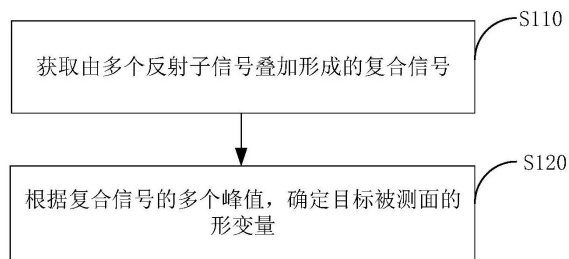 S110
获取由多个反射子信号叠加形成的复合信号
S120
根据复合信号的多个峰值，确定目标被测面的
形变量